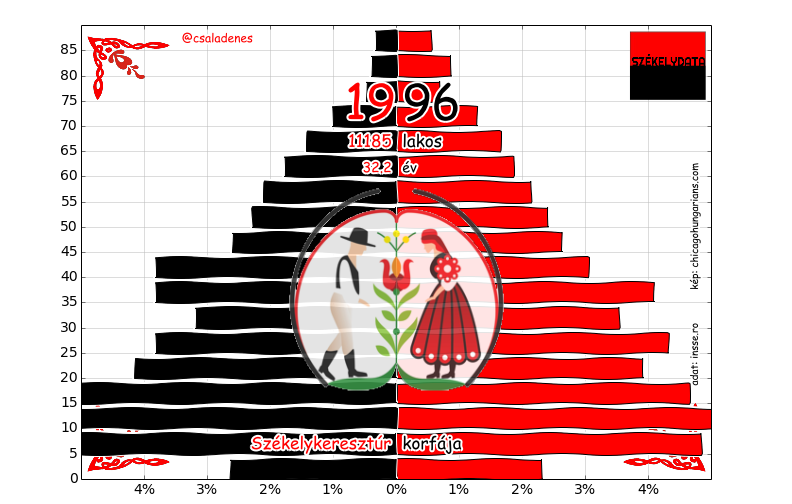 @csaladenes
SZÉKELYDATA
1996
11185 lakos
32,2 év
kép: chicagohungarians.com
adat: insse.ro
Székelykeresztúr korfája
85
80
75
70
65
60
55
50
45
40
35
30
25
20
15
10
5
0
4% 3% 2% 1% 0% 1% 2% 3% 4%